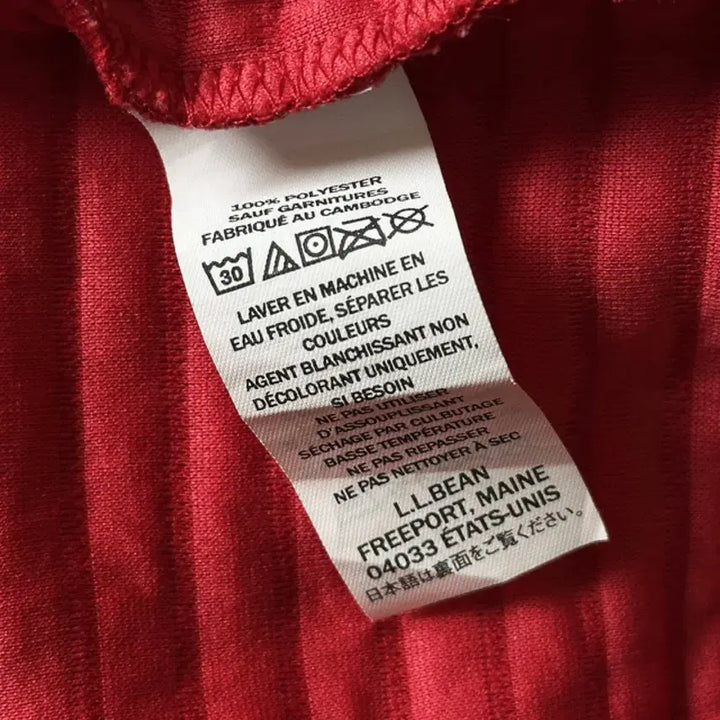 100% POLYESTER
SAUF GARNITURES
FABRIQUÉ AU CAMBODGE
30
LAVER EN MACHINE EN
EAU FROIDE, SÉPARER LES
COULEURS
AGENT BLANCHISSANT NON
DÉCOLORANT UNIQUEMENT,
SI BESOIN
NE PAS UTILISER
D'ASSOUPLISSANT
SÉCHAGE PAR CULBUTAGE
BASSE TEMPÉRATURE
NE PAS REPASSER
NE PAS NETTOYER À SEC
L.L.BEAN
FREEPORT, MAINE
04033 ÉTATS-UNIS
日本語は裏面をご覧ください。